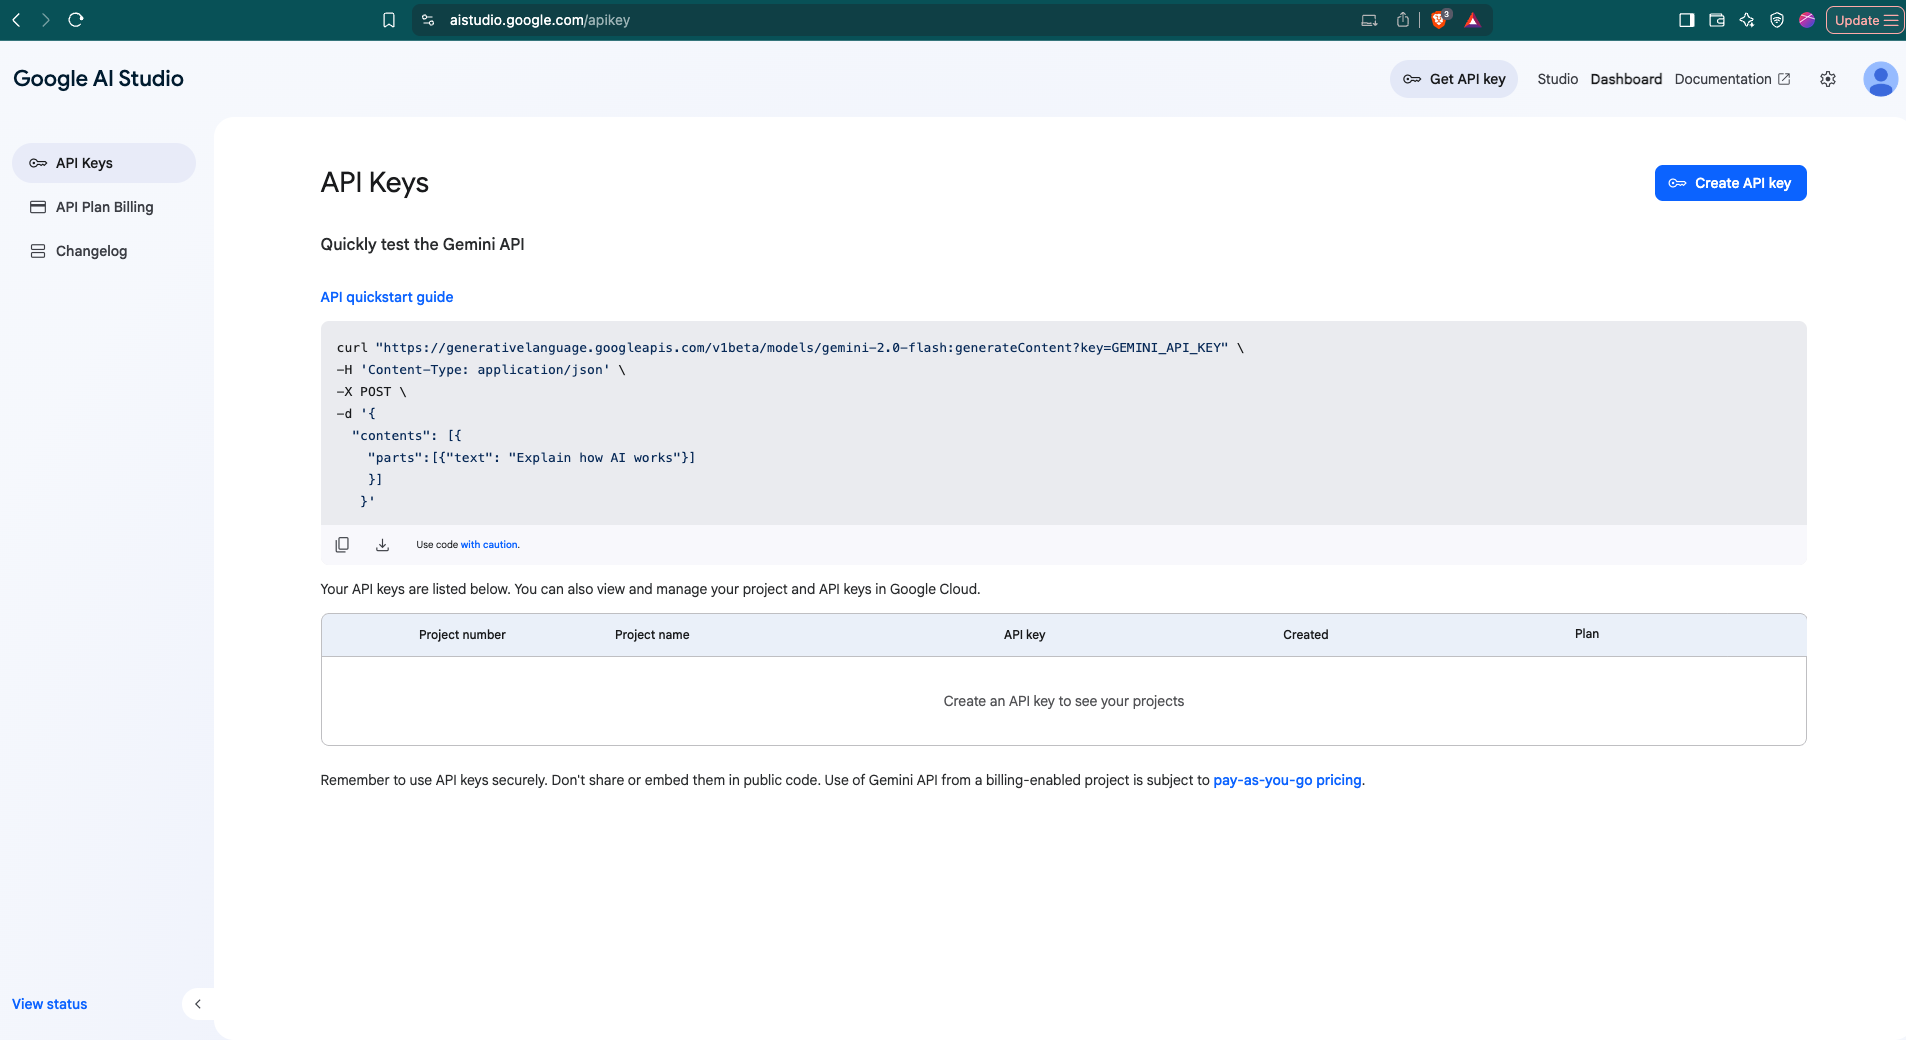 aistudio.google.com/apikey
3
Update
Google AI Studio
Get API key
Studio
Dashboard
Documentation
API Keys
API Plan Billing
Changelog
API Keys
Create API key
Quickly test the Gemini API
API quickstart guide
curl "https://generativelanguage.googleapis.com/v1beta/models/gemini-2.0-flash:generateContent?key=GEMINI_API_KEY" \
-H 'Content-Type: application/json' \
-X POST \
-d '{
  "contents": [{
    "parts":[{"text": "Explain how AI works"}]
    }]
   }'
Use code with caution.
Your API keys are listed below. You can also view and manage your project and API keys in Google Cloud.
Project number
Project name
API key
Created
Plan
Create an API key to see your projects
Remember to use API keys securely. Don't share or embed them in public code. Use of Gemini API from a billing-enabled project is subject to pay-as-you-go pricing.
View status